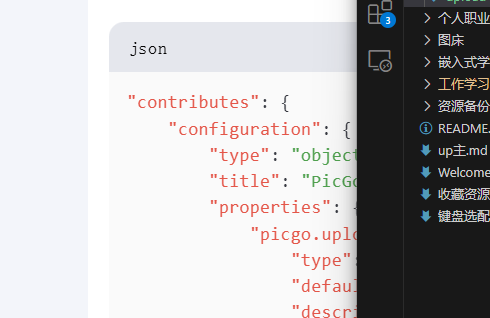 json
"contributes": {
"configuration": {
"type": "object
"title": "PicGo
"properties": {
"picgo.uplo
"type":
"defaul
"descri
3
个人职业
图床
嵌入式学
工作学习
资源备份
README.
up主.md
Welcome
收藏资源
键盘选配